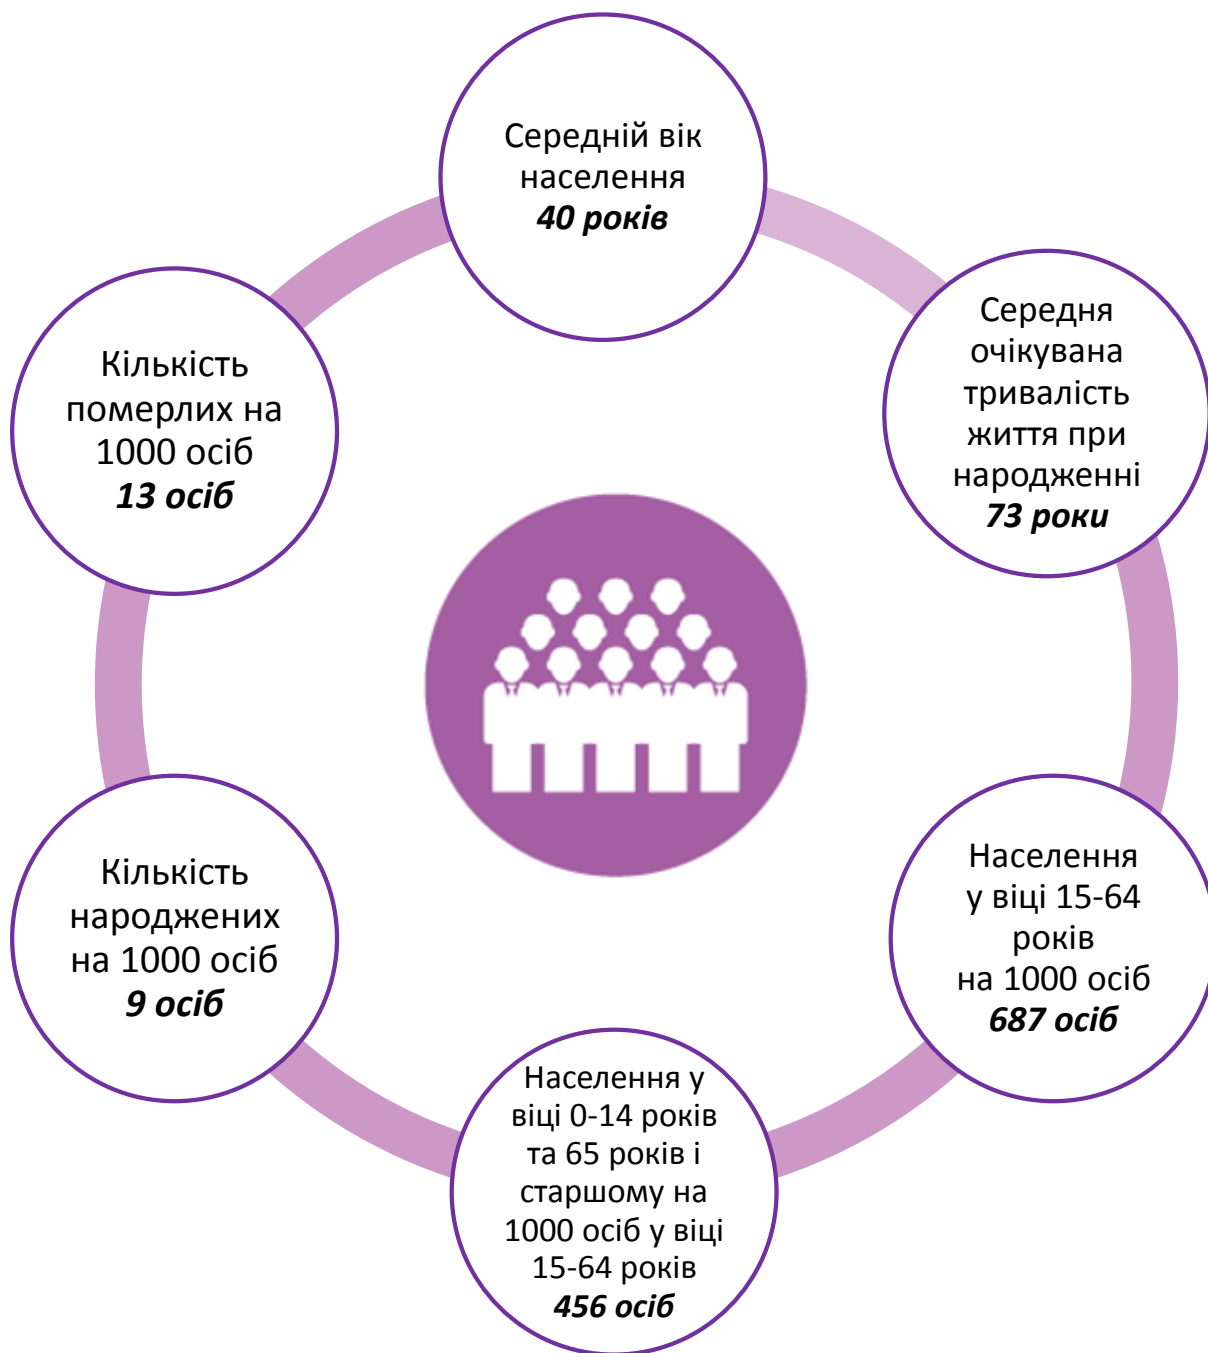 Середній вік
населення
40 років
Середня
очікувана
тривалість
життя при
народженні
73 роки
Населення
у віці 15-64
років
на 1000 осіб
687 осіб
Населення у
віці 0-14 років
та 65 років і
старшому на
1000 осіб у віці
15-64 років
456 осіб
Кількість
народжених
на 1000 осіб
9 осіб
Кількість
померлих на
1000 осіб
13 осіб